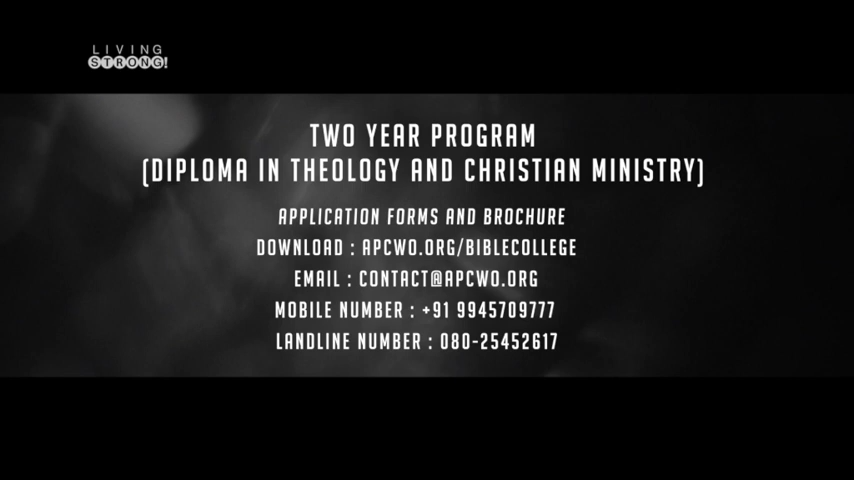 LIVING
STRONG!
TWO YEAR PROGRAM
(DIPLOMA IN THEOLOGY AND CHRISTIAN MINISTRY)
APPLICATION FORMS AND BROCHURE
DOWNLOAD : APCWO.ORG/BIBLECOLLEGE
EMAIL : CONTACT@APCWO.ORG
MOBILE NUMBER : +91 9945709777
LANDLINE NUMBER : 080-25452617